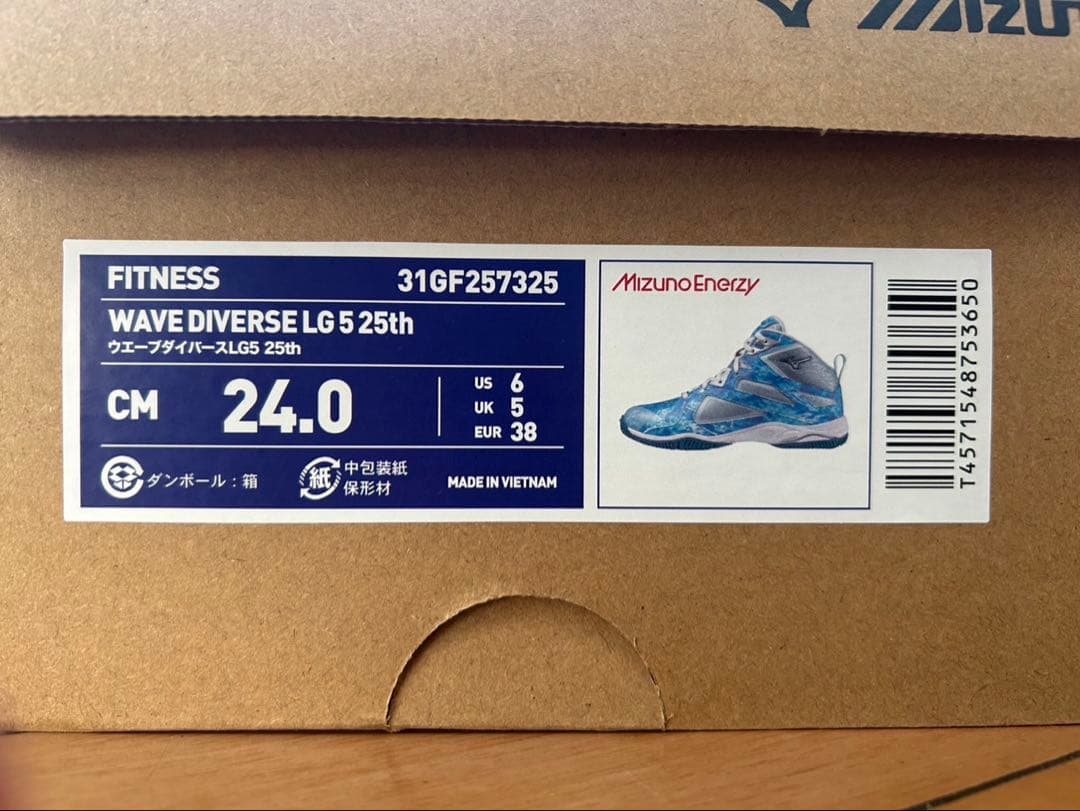 MIZUNO
FITNESS 31GF257325
WAVE DIVERSE LG 5 25th
ウエーブダイバースLG5 25th
CM 24.0
US 6
UK 5
EUR 38
ダンボール：箱
紙 中包装紙
保形材
MADE IN VIETNAM
MizunoEnerzy
T4571548753650